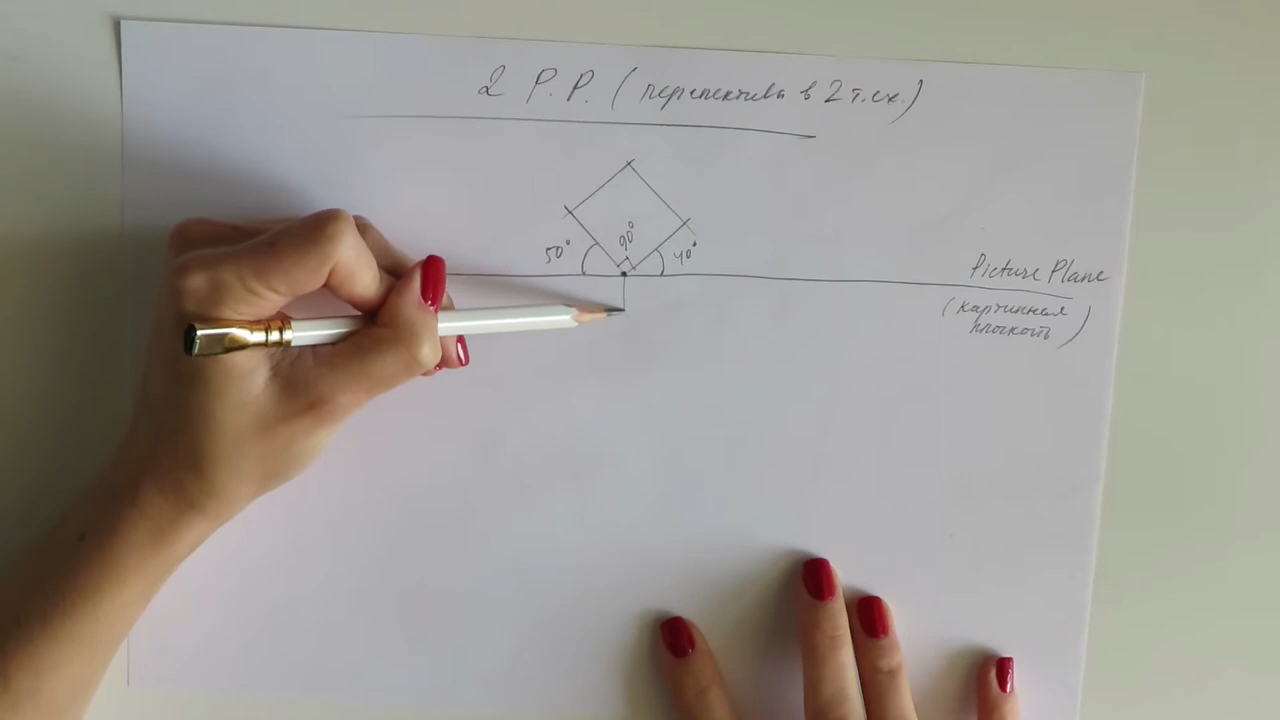 2 P.P. (перспектива в 2 т.сх.)
90°
50°
40°
Picture Plane
(картинная
плоскость)